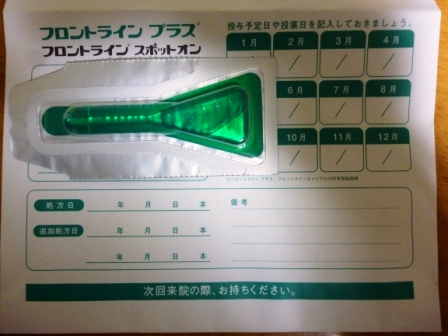 フロントライン プラス®
フロントライン® スポットオン
投与予定日や投薬日を記入しておきましょう。
1月 2月 3月 4月
/ / / /
6月 7月 8月
/ / /
10月 11月 12月
/ / /
処方日 年 月 日 本
追加処方日 年 月 日 本
年 月 日 本
備考
次回来院の際、お持ちください。